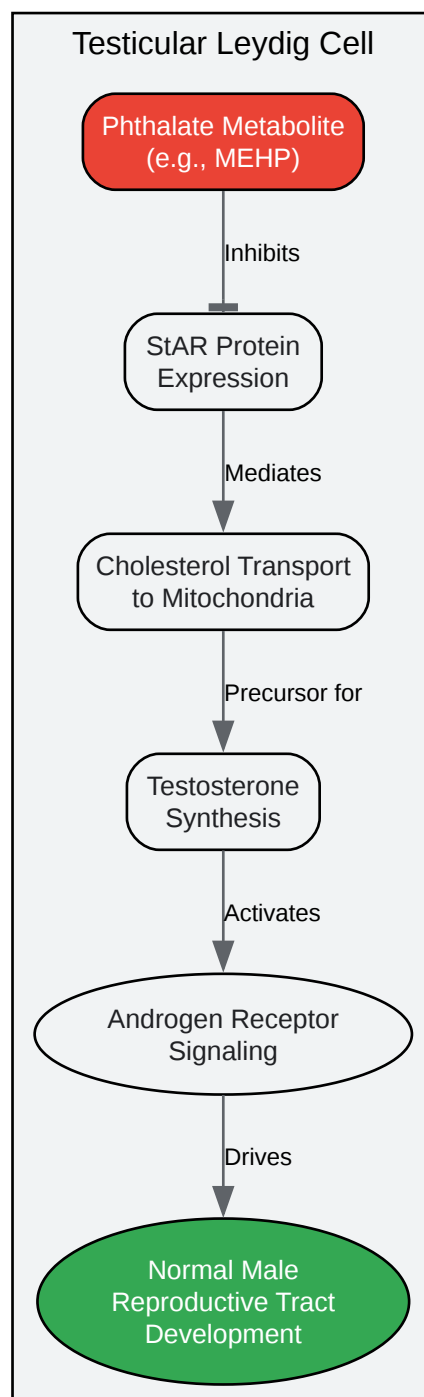 Testicular Leydig Cell
Phthalate Metabolite
(e.g., MEHP)
Inhibits
StAR Protein
Expression
Mediates
Cholesterol Transport
to Mitochondria
Precursor for
Testosterone
Synthesis
Activates
Androgen Receptor
Signaling
Drives
Normal Male
Reproductive Tract
Development